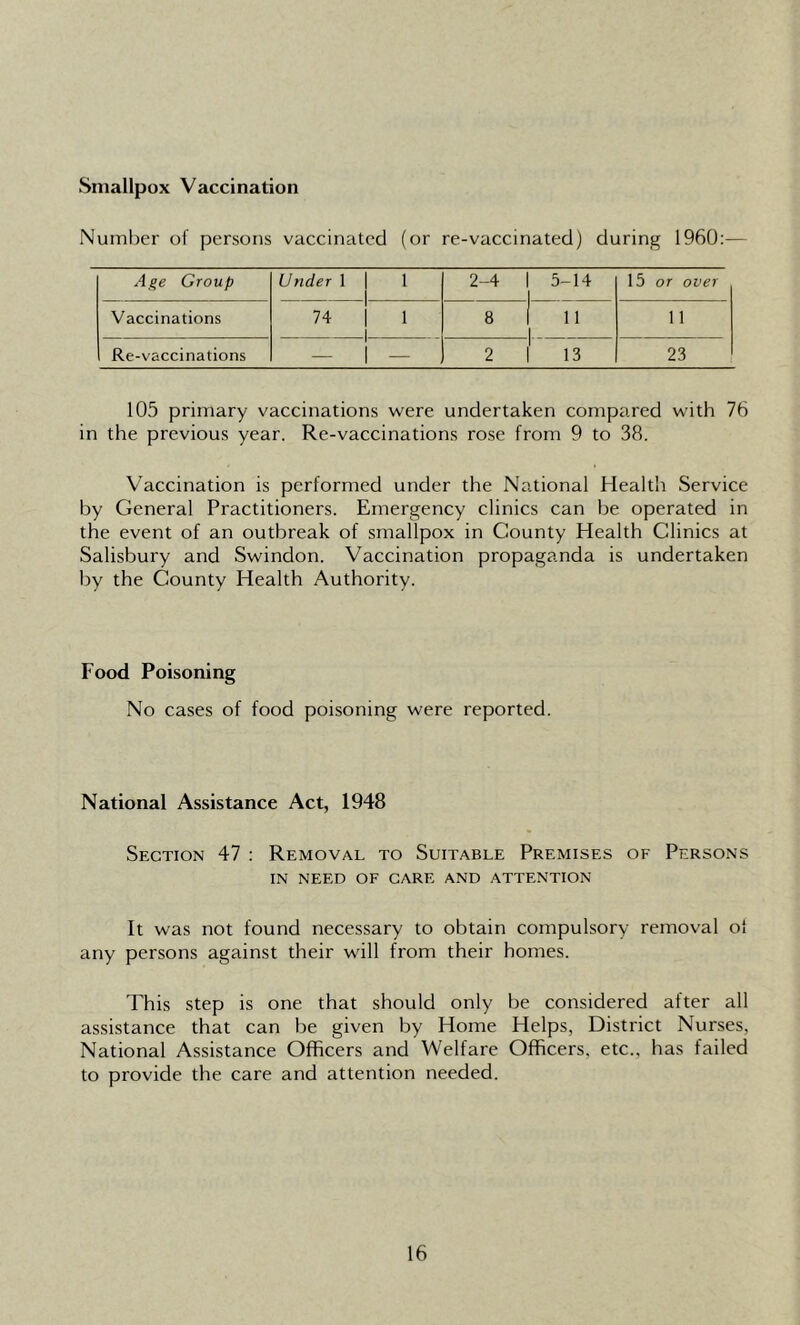 Smallpox Vaccination
Number of persons vaccinated (or re-vaccinated) during 1960:—
Age Group Under 1 1 2-4 5-14 15 or over
Vaccinations 74 1 8 11 11
Re-vaccinations — — 2 13 23
105 primary vaccinations were undertaken compared with 76
in the previous year. Re-vaccinations rose from 9 to 38.
Vaccination is performed under the National Health Service
by General Practitioners. Emergency clinics can be operated in
the event of an outbreak of smallpox in County Health Clinics at
Salisbury and Swindon. Vaccination propaganda is undertaken
by the County Health Authority.
Food Poisoning
No cases of food poisoning were reported.
National Assistance Act, 1948
Section 47 : Removal to Suitable Premises of Persons
in need of care and attention
It was not found necessary to obtain compulsory removal of
any persons against their will from their homes.
This step is one that should only be considered after all
assistance that can be given by Home Helps, District Nurses,
National Assistance Officers and Welfare Officers, etc., has failed
to provide the care and attention needed.
16